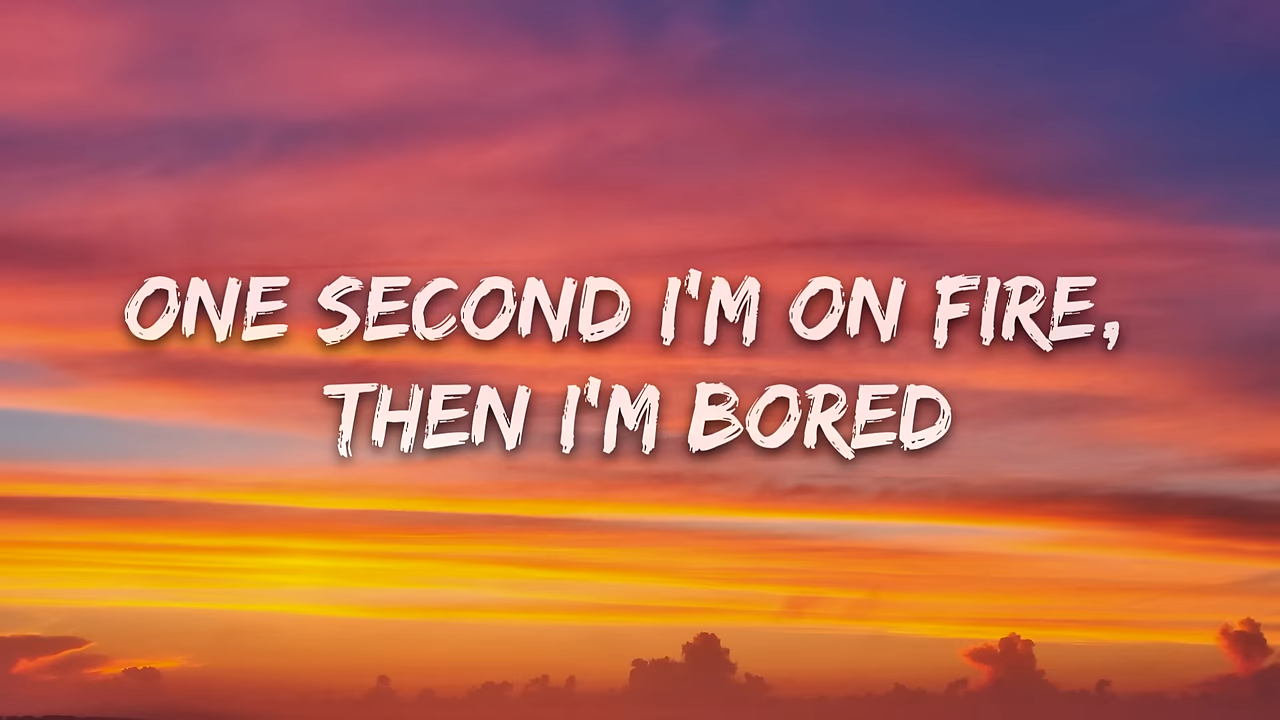 ONE SECOND I'M ON FIRE,
THEN I'M BORED